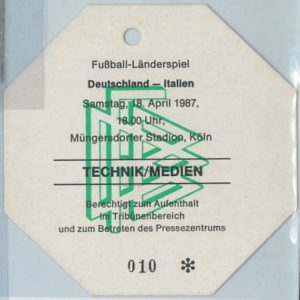 Fußball-Länderspiel
Deutschland — Italien
Samstag, 18. April 1987,
18.00 Uhr,
Müngersdorfer Stadion, Köln
TECHNIK/MEDIEN
Berechtigt zum Aufenthalt
im Tribünenbereich
und zum Betreten des Pressezentrums
010 *